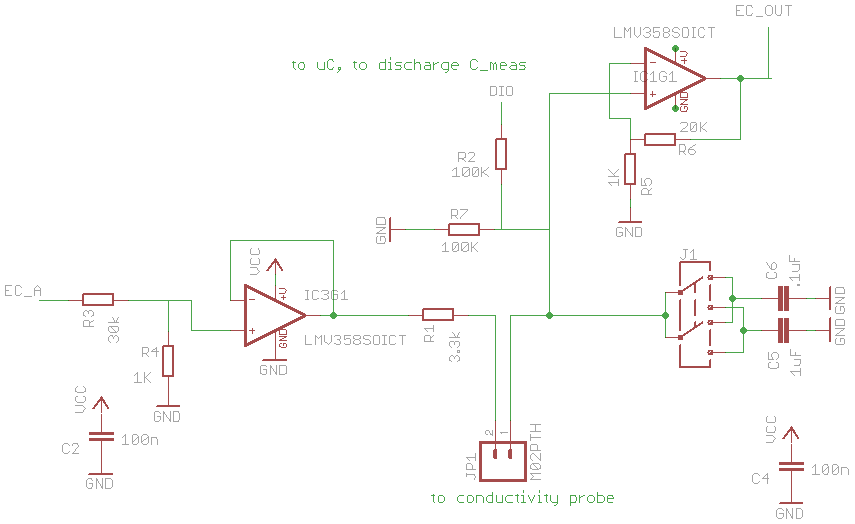 EC_OUT
LMV358SOICT
to uC, to discharge C_meas
-
+V
IC1G1
DIO
+
GND
20K
R6
R2
100K
1K
R5
R7
GND
100K
GND
J1
VCC
C6
.1uF
EC_A
-
+V
IC3G1
GND
R3
30k
+
GND
LMV358SOICT
R1
3.3k
GND
R4
1K
GND
C5
1uF
GND
VCC
C2
100n
GND
2
1
JP1
M02PTH
to conductivity probe
VCC
C4
100n
GND